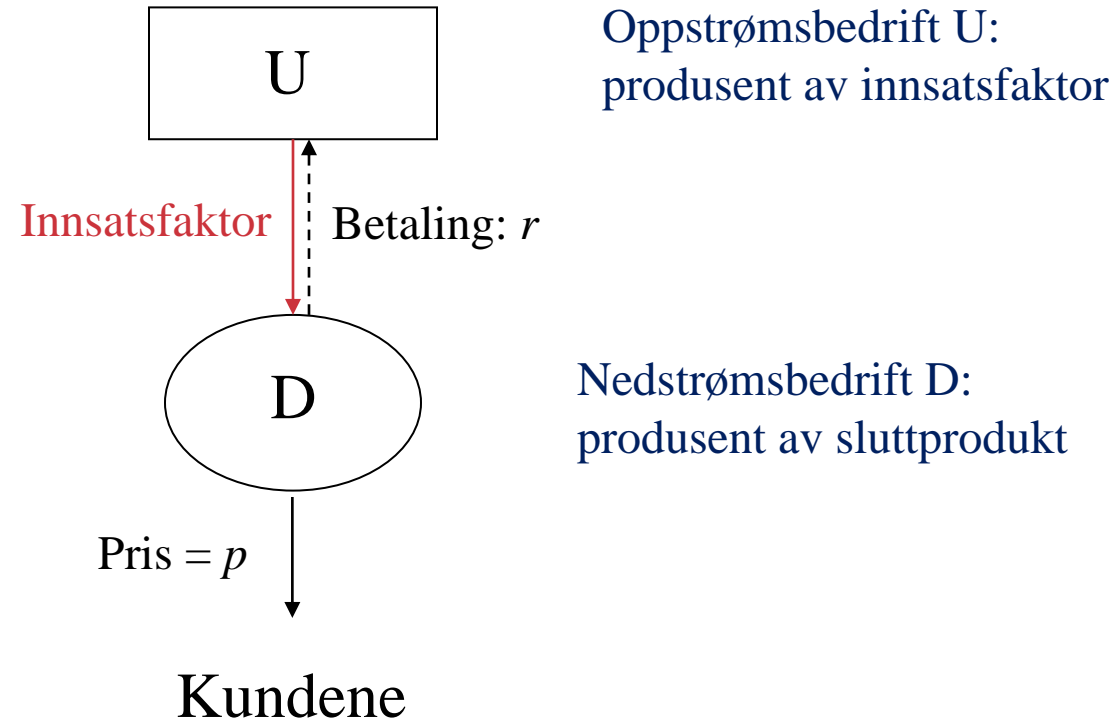 U
Oppstrømsbedrift U:
produsent av innsatsfaktor
Innsatsfaktor
Betaling: r
D
Nedstrømsbedrift D:
produsent av sluttprodukt
Pris = p
Kundene